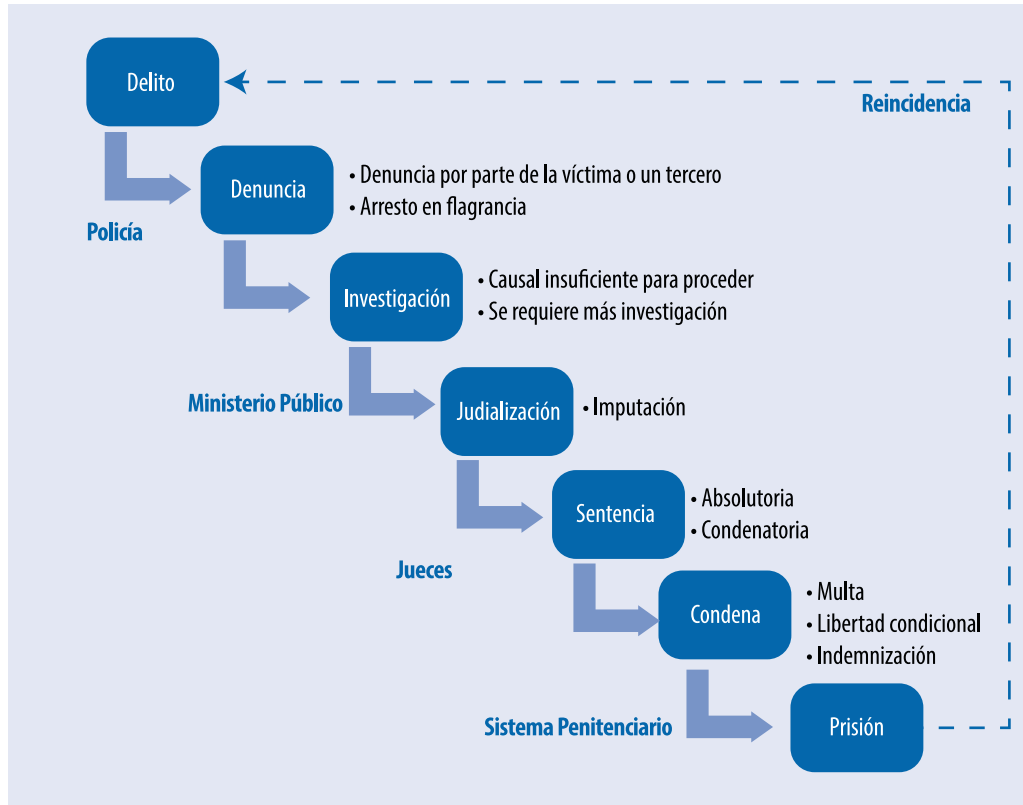 Delito
Reincidencia
Denuncia
• Denuncia por parte de la víctima o un tercero
• Arresto en flagrancia
Policía
Investigación
• Causal insuficiente para proceder
• Se requiere más investigación
Ministerio Público
Judialización
• Imputación
Sentencia
• Absolutoria
• Condenatoria
Jueces
Condena
• Multa
• Libertad condicional
• Indemnización
Sistema Penitenciario
Prisión